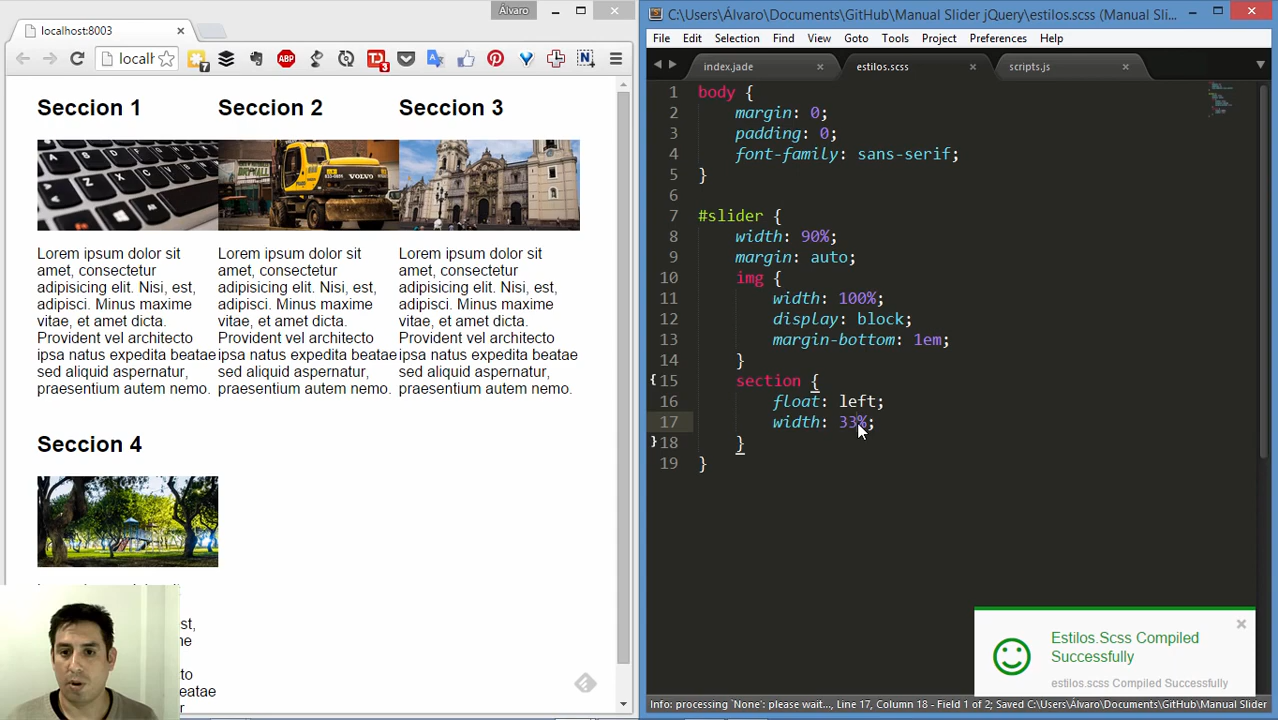 Álvaro
localhost:8003
localh
7
ABP
3
Seccion 1
Seccion 2
Seccion 3
VOLVO
Lorem ipsum dolor sit
amet, consectetur
adipisicing elit. Nisi, est,
adipisci. Minus maxime
vitae, et amet dicta.
Provident vel architecto
ipsa natus expedita beatae
sed aliquid aspernatur,
praesentium autem nemo.
Lorem ipsum dolor sit
amet, consectetur
adipisicing elit. Nisi, est,
adipisci. Minus maxime
vitae, et amet dicta.
Provident vel architecto
ipsa natus expedita beatae
sed aliquid aspernatur,
praesentium autem nemo.
Lorem ipsum dolor sit
amet, consectetur
adipisicing elit. Nisi, est,
adipisci. Minus maxime
vitae, et amet dicta.
Provident vel architecto
ipsa natus expedita beatae
sed aliquid aspernatur,
praesentium autem nemo.
Seccion 4
C:\Users\Álvaro\Documents\GitHub\Manual Slider jQuery\estilos.scss (Manual Sli...
File Edit Selection Find View Goto Tools Project Preferences Help
index.jade
estilos.scss
scripts.js
1 body {
2 margin: 0;
3 padding: 0;
4 font-family: sans-serif;
5 }
6
7 #slider {
8 width: 90%;
9 margin: auto;
10 img {
11 width: 100%;
12 display: block;
13 margin-bottom: 1em;
14 }
15 section {
16 float: left;
17 width: 33%;
18 }
19 }
Estilos.Scss Compiled
Successfully
estilos.scss Compiled Successfully
Info: processing `None`: please wait..., Line 17, Column 18 - Field 1 of 2; Saved C:\Users\Álvaro\Documents\GitHub\Manual Slider